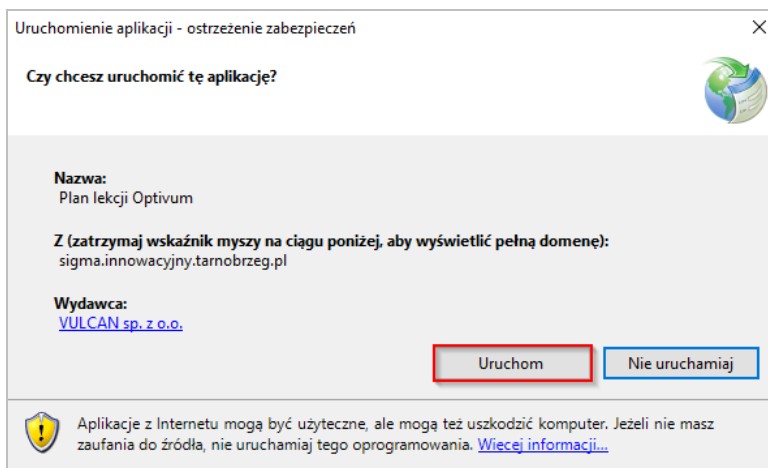 Uruchomienie aplikacji - ostrzeżenie zabezpieczeń
Czy chcesz uruchomić tę aplikację?
Nazwa:
Plan lekcji Optivum
Z (zatrzymaj wskaźnik myszy na ciągu poniżej, aby wyświetlić pełną domenę):
sigma.innowacyjny.tarnobrzeg.pl
Wydawca:
VULCAN sp. z o.o.
Uruchom
Nie uruchamiaj
Aplikacje z Internetu mogą być użyteczne, ale mogą też uszkodzić komputer. Jeżeli nie masz
zaufania do źródła, nie uruchamiaj tego oprogramowania. Więcej informacji...